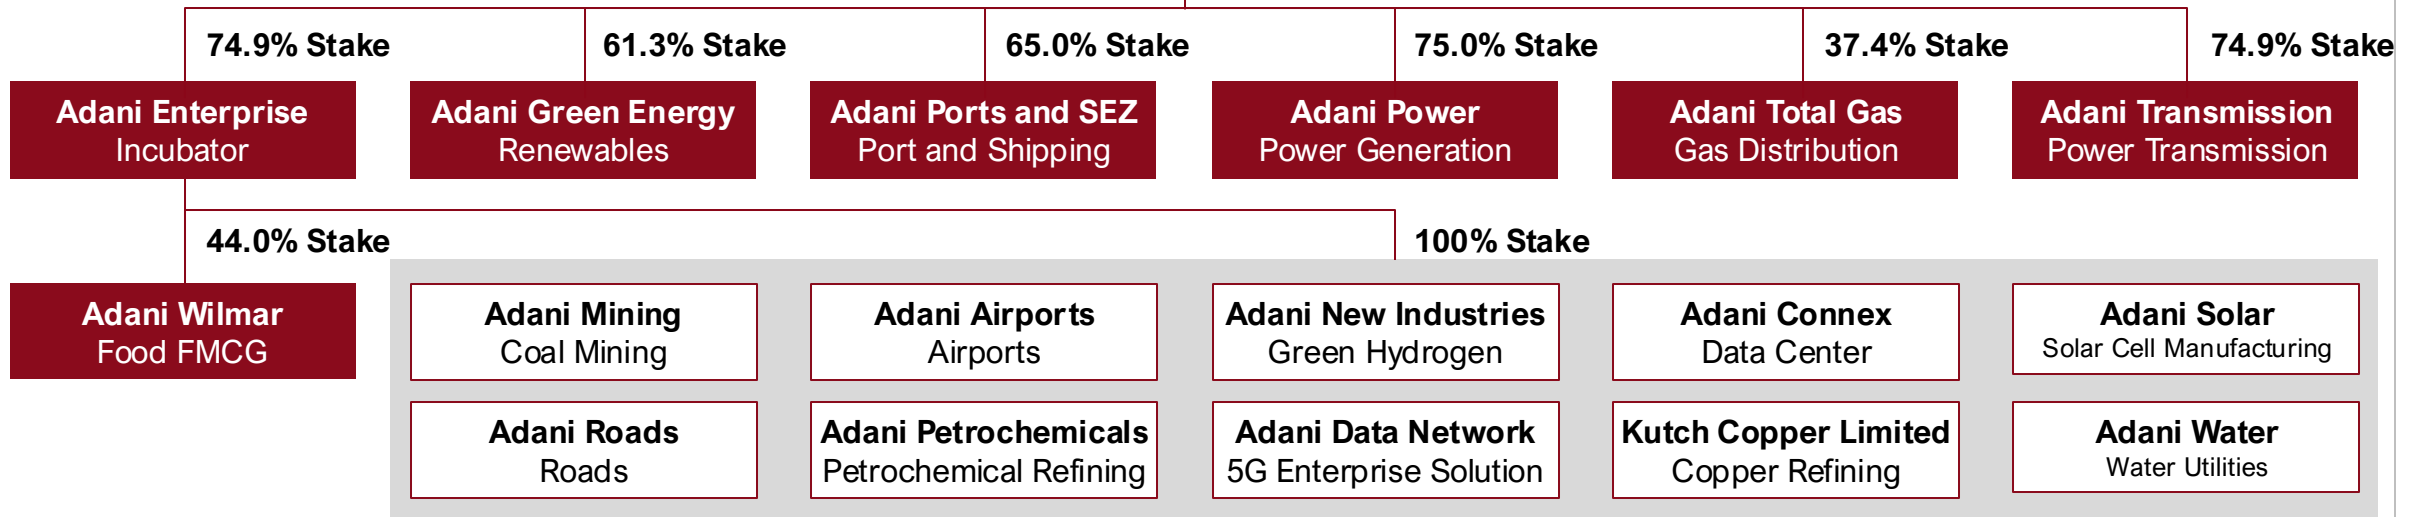 74.9% Stake
61.3% Stake
65.0% Stake
75.0% Stake
37.4% Stake
74.9% Stake
Adani Enterprise
Incubator
Adani Green Energy
Renewables
Adani Ports and SEZ
Port and Shipping
Adani Power
Power Generation
Adani Total Gas
Gas Distribution
Adani Transmission
Power Transmission
44.0% Stake
100% Stake
Adani Wilmar
Food FMCG
Adani Mining
Coal Mining
Adani Airports
Airports
Adani New Industries
Green Hydrogen
Adani Connex
Data Center
Adani Solar
Solar Cell Manufacturing
Adani Roads
Roads
Adani Petrochemicals
Petrochemical Refining
Adani Data Network
5G Enterprise Solution
Kutch Copper Limited
Copper Refining
Adani Water
Water Utilities